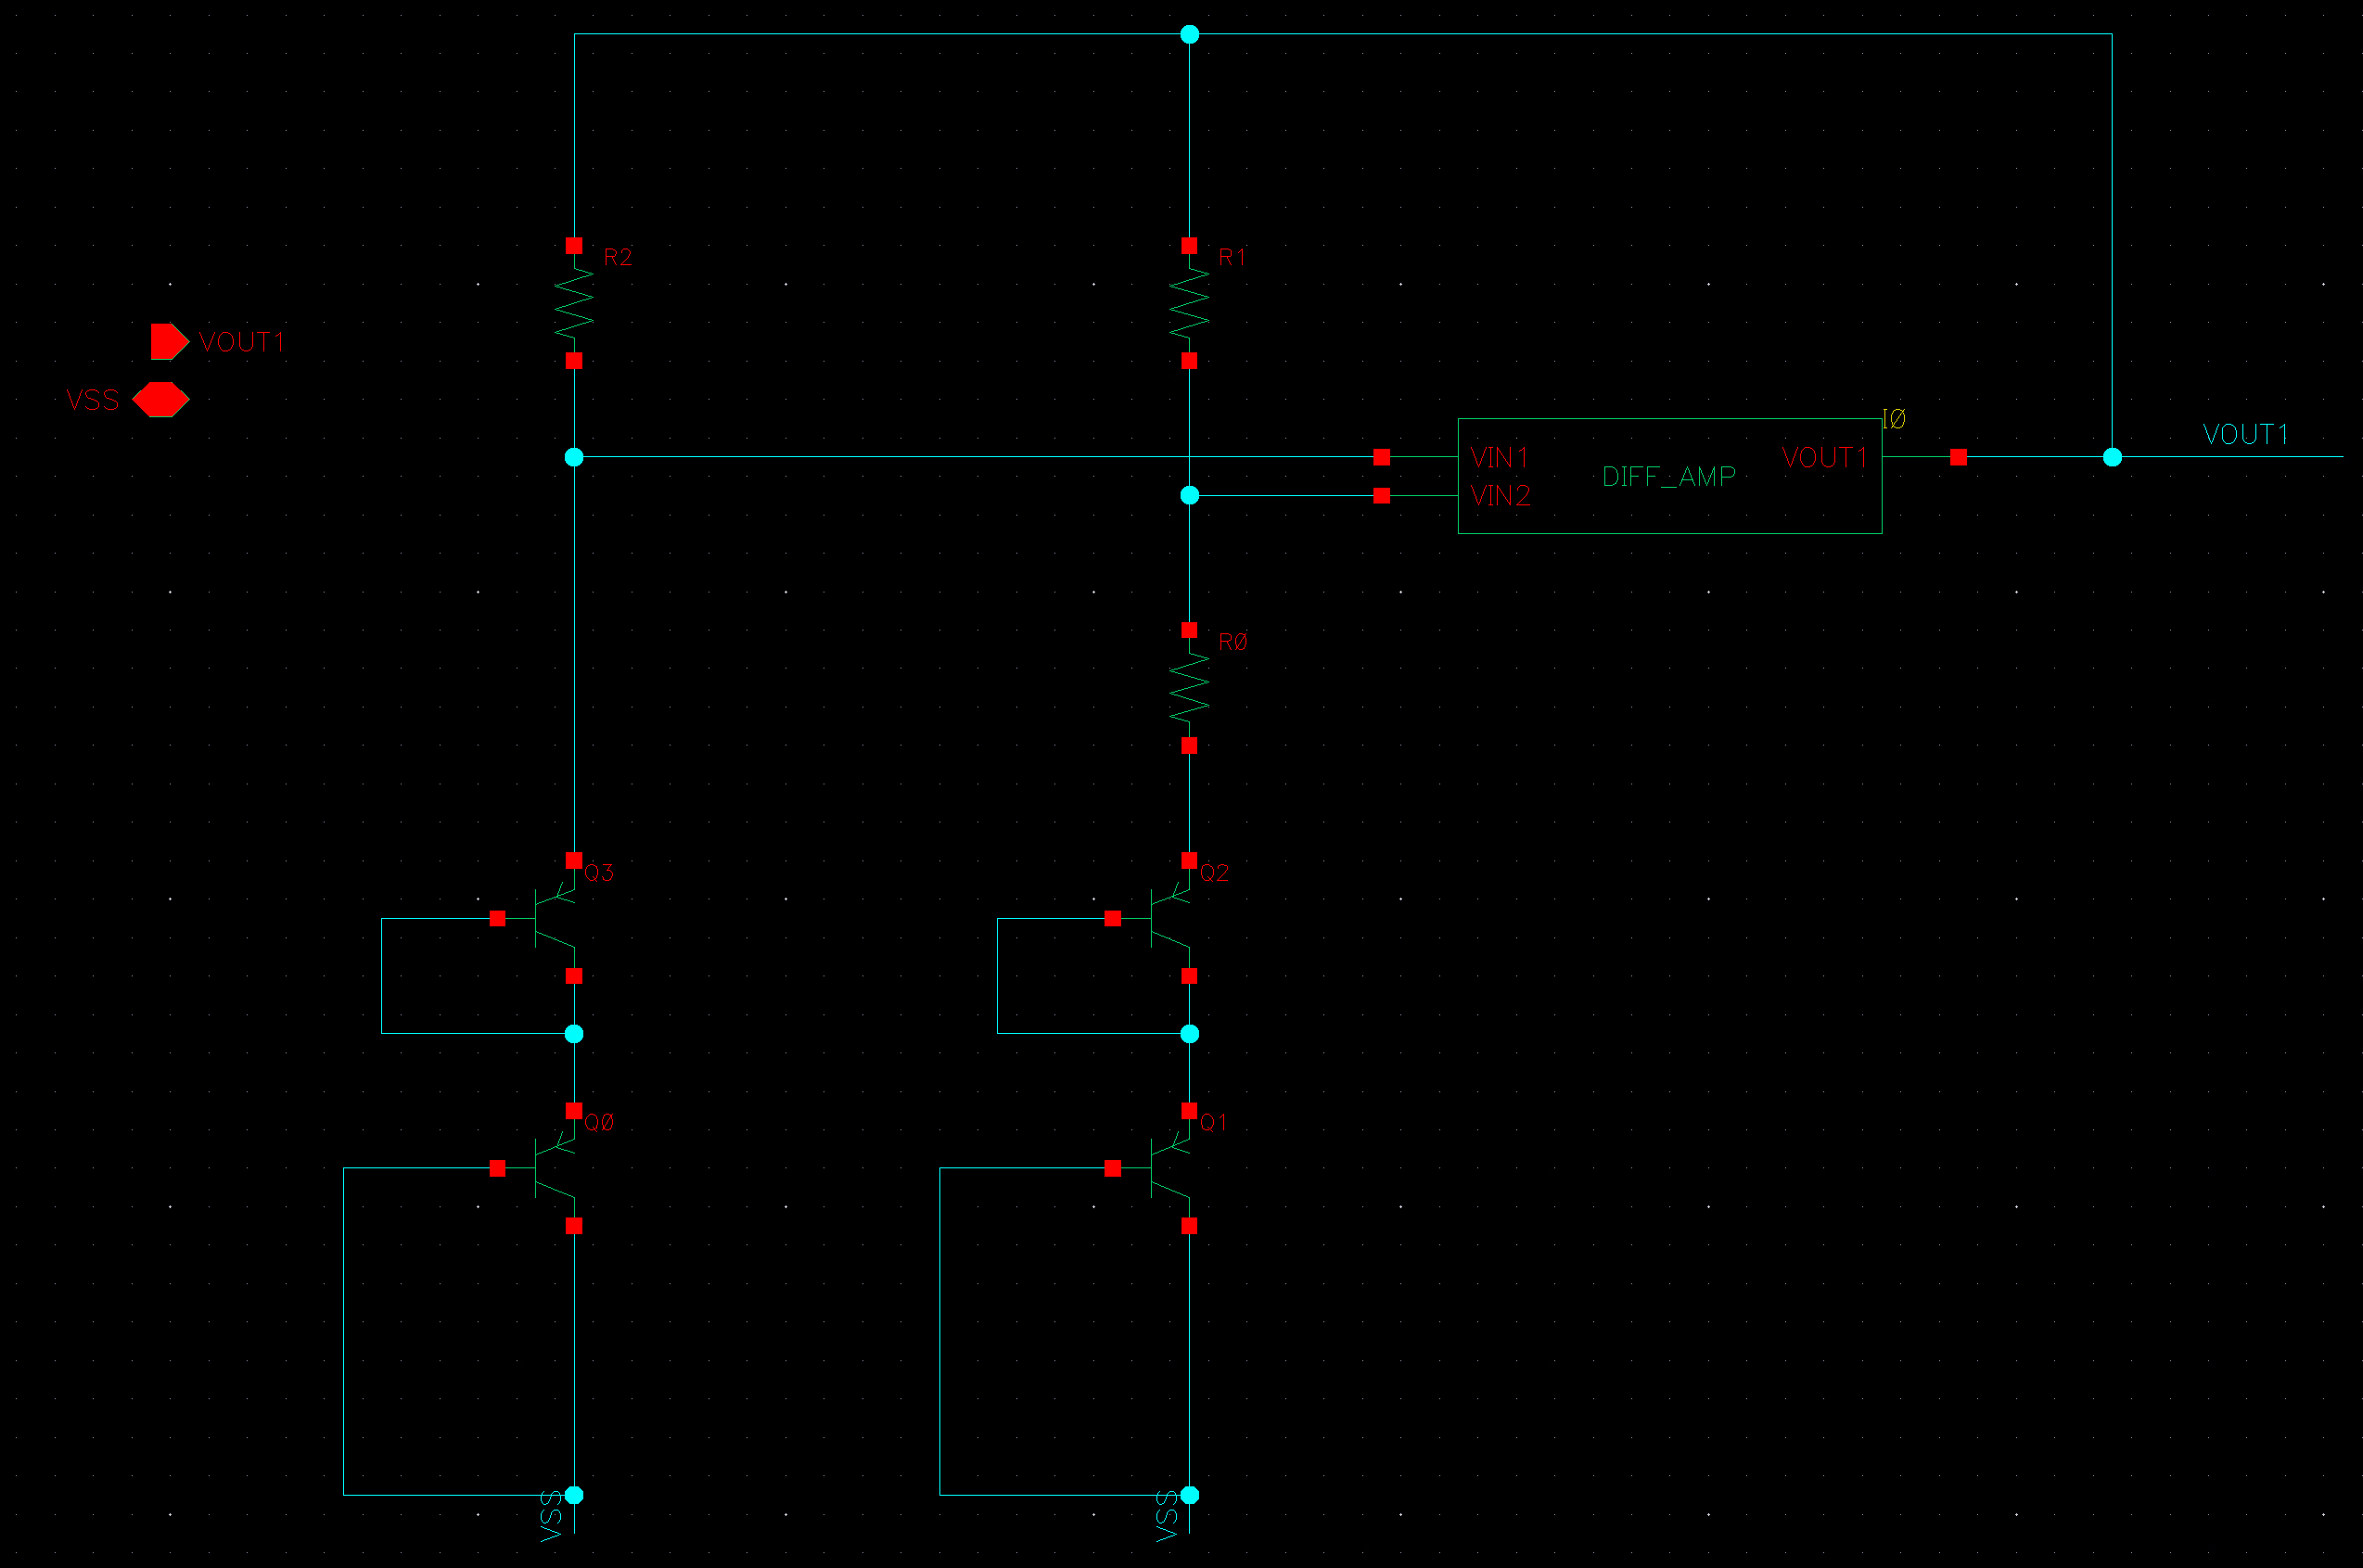 R2
R1
VOUT1
VSS
IØ
VIN1
VOUT1
VOUT1
DIFF_AMP
VIN2
RØ
Q3
Q2
QØ
Q1
VSS
VSS